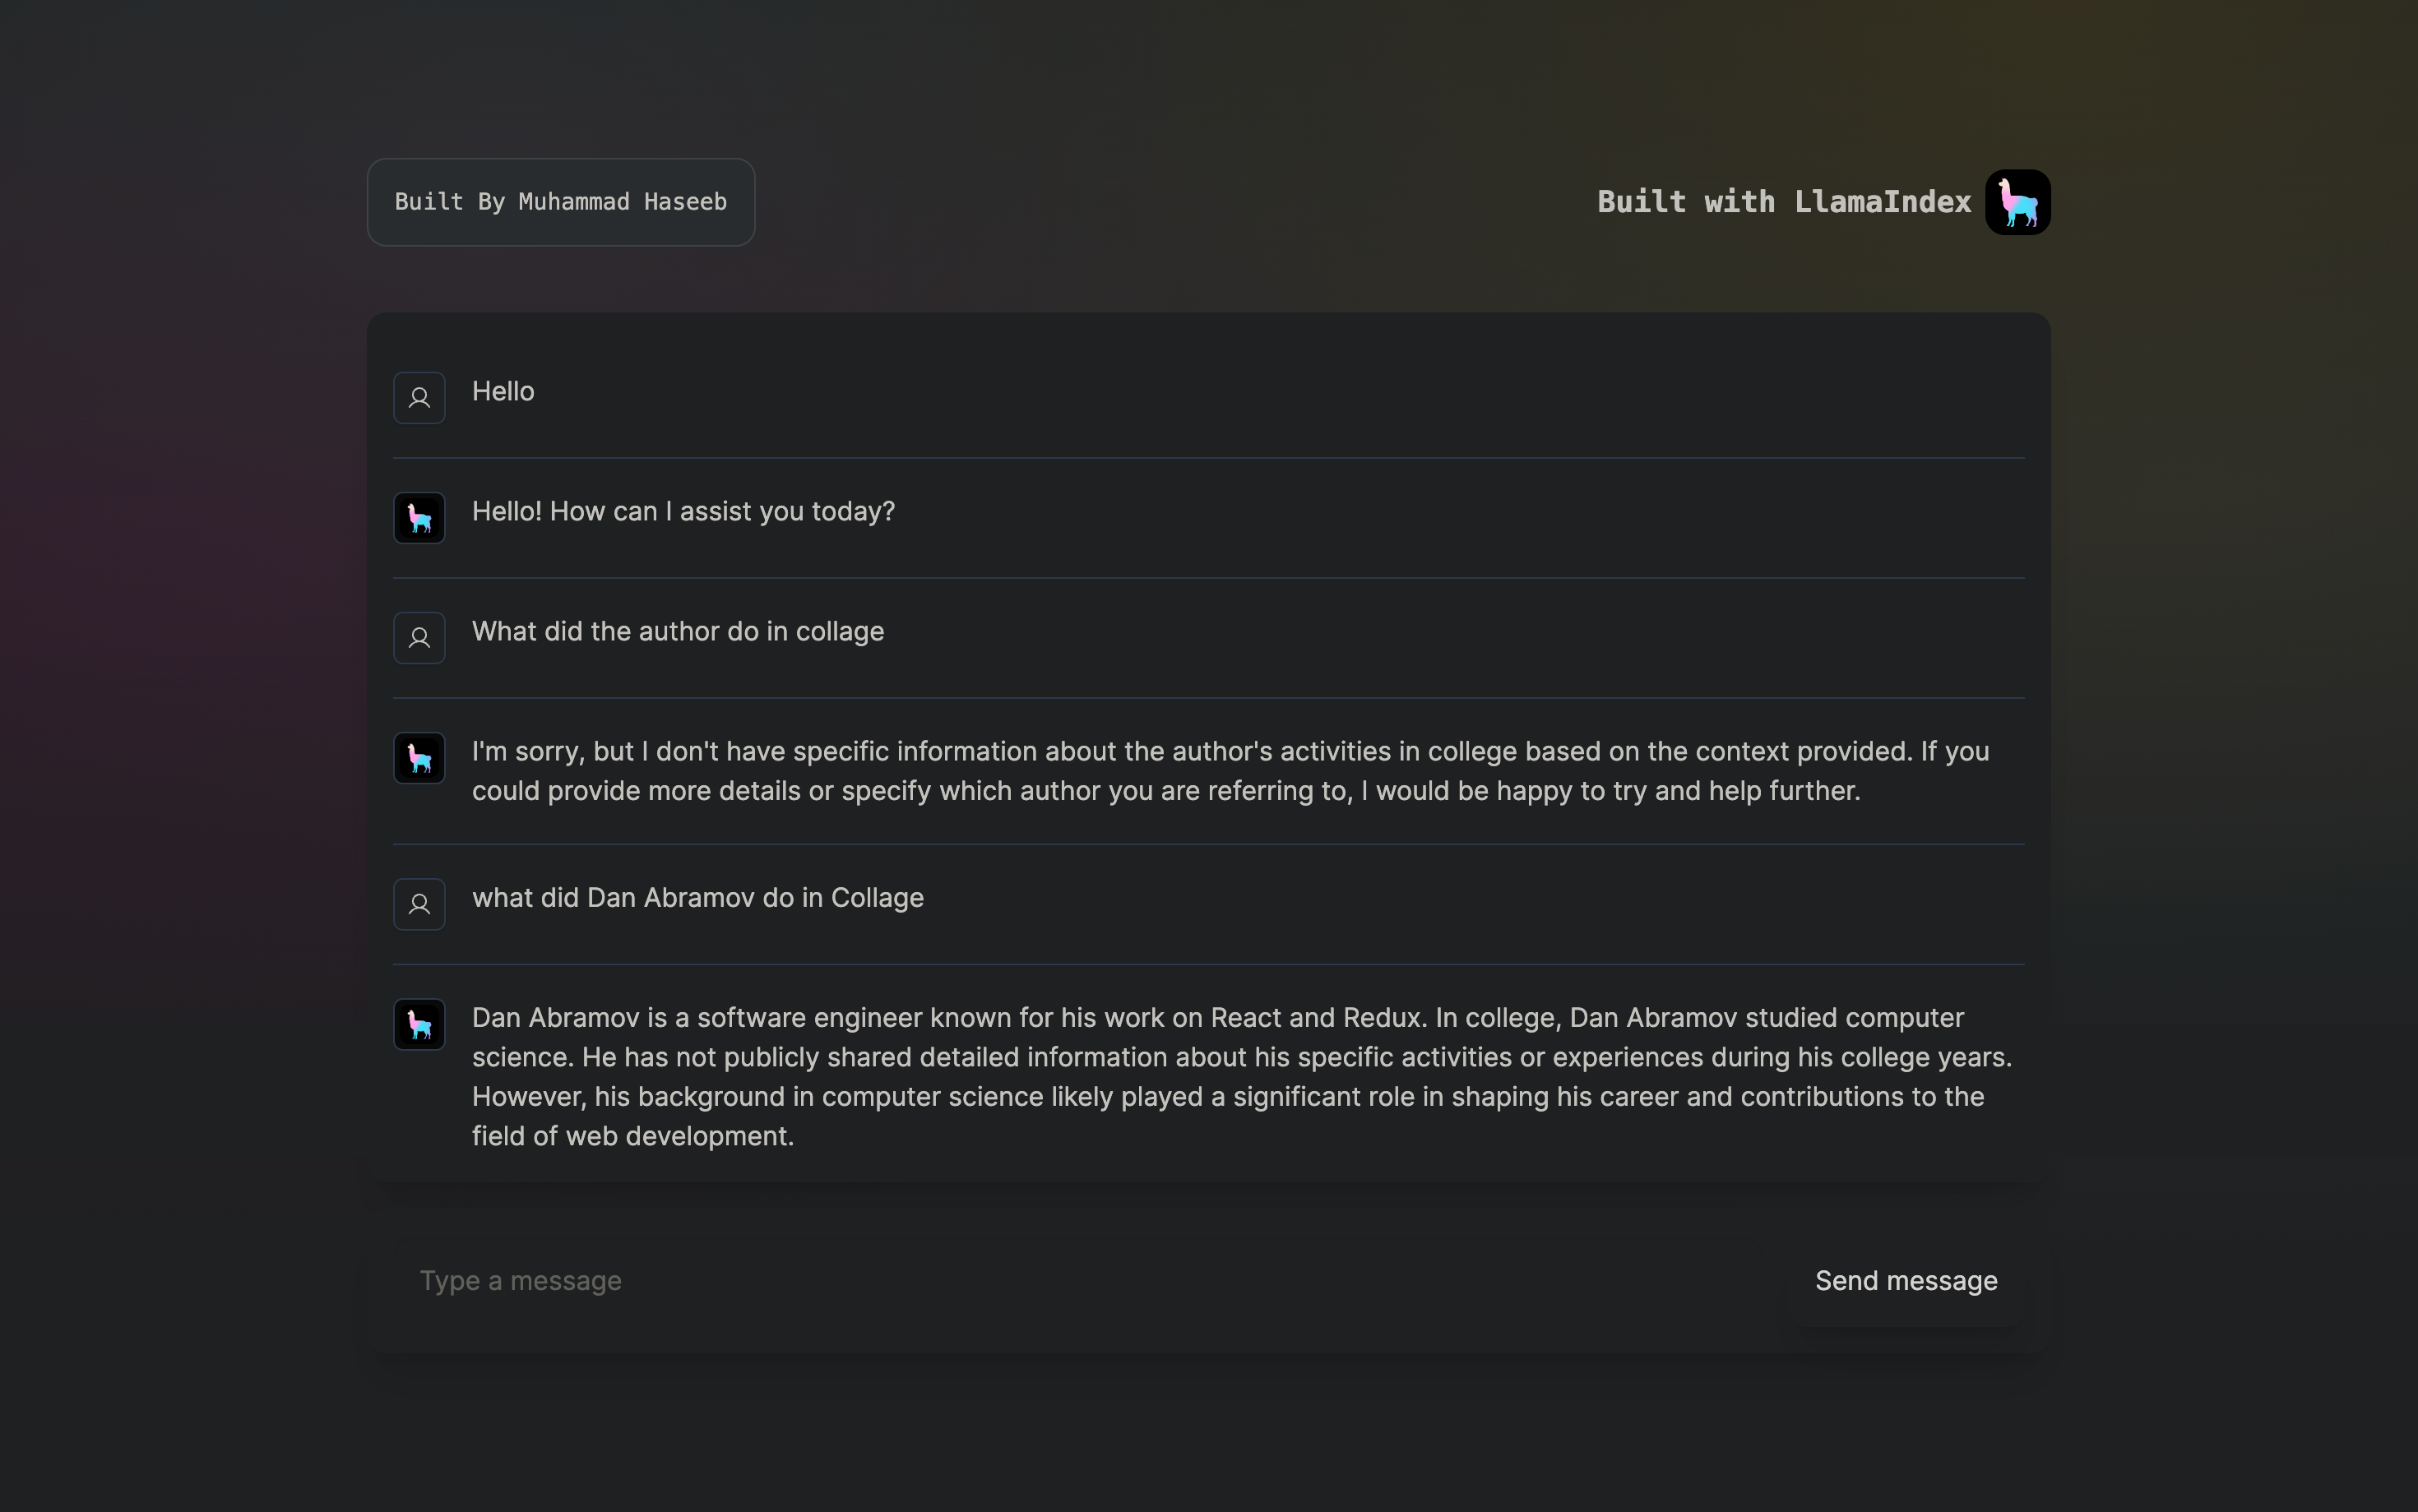 Built By Muhammad Haseeb
Built with LlamaIndex
Hello
Hello! How can I assist you today?
What did the author do in collage
I'm sorry, but I don't have specific information about the author's activities in college based on the context provided. If you
could provide more details or specify which author you are referring to, I would be happy to try and help further.
what did Dan Abramov do in Collage
Dan Abramov is a software engineer known for his work on React and Redux. In college, Dan Abramov studied computer
science. He has not publicly shared detailed information about his specific activities or experiences during his college years.
However, his background in computer science likely played a significant role in shaping his career and contributions to the
field of web development.
Type a message
Send message